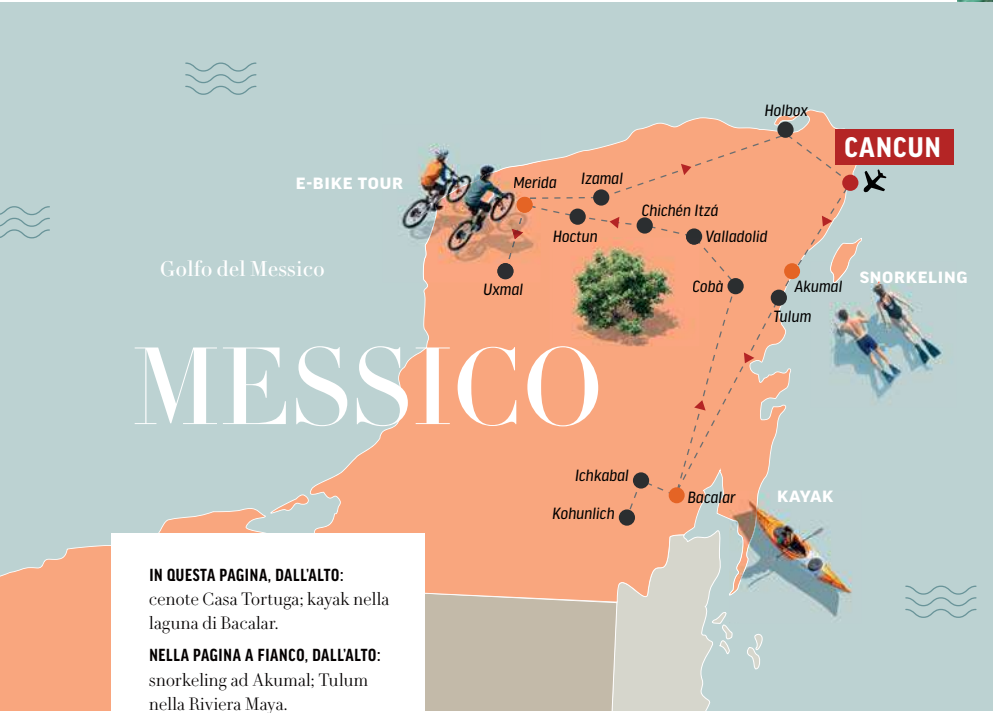 Holbox
CANCUN
E-BIKE TOUR
Merida
Izamal
Chichén Itzá
Hoctun
Valladolid
Golfo del Messico
Uxmal
Cobà
Akumal
SNORKELING
Tulum
MESSICO
Ichkabal
Bacalar
KAYAK
Kohunlich
IN QUESTA PAGINA, DALL'ALTO:
cenote Casa Tortuga; kayak nella
laguna di Bacalar.
NELLA PAGINA A FIANCO, DALL'ALTO:
snorkeling ad Akumal; Tulum
nella Riviera Maya.